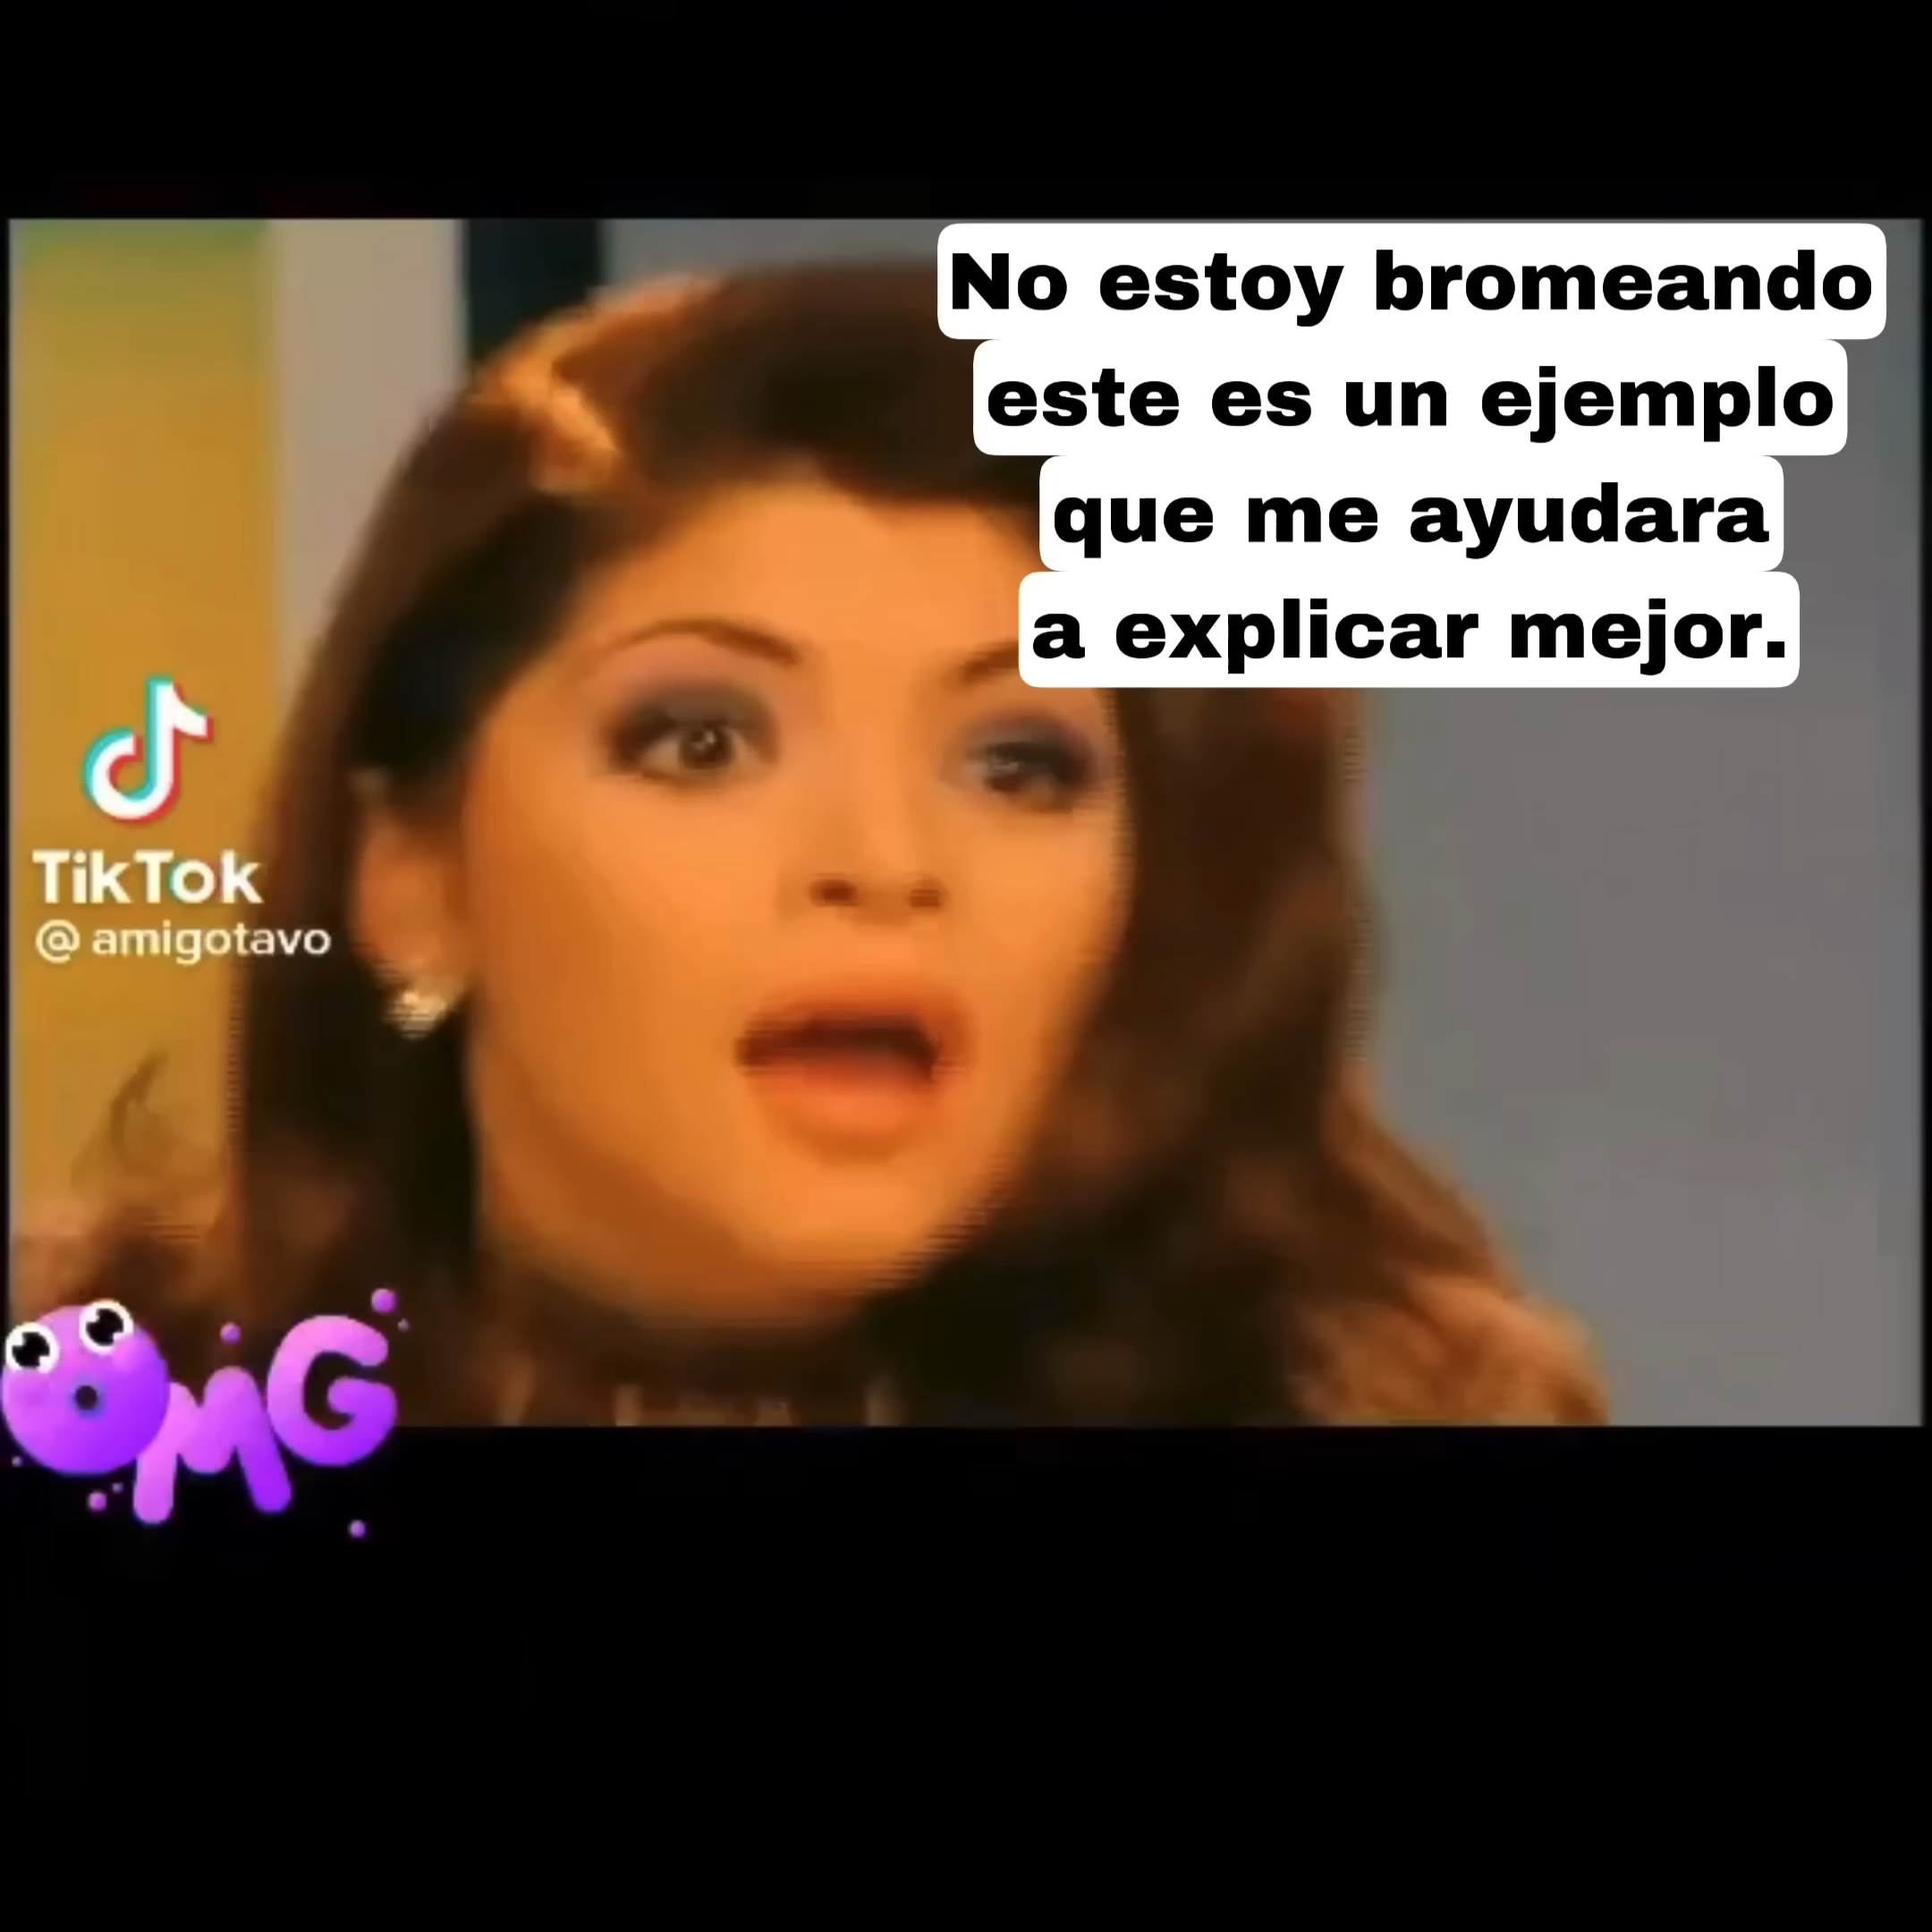 No estoy bromeando
este es un ejemplo
que me ayudara
a explicar mejor.
TikTok
@ amigotavo
OMG